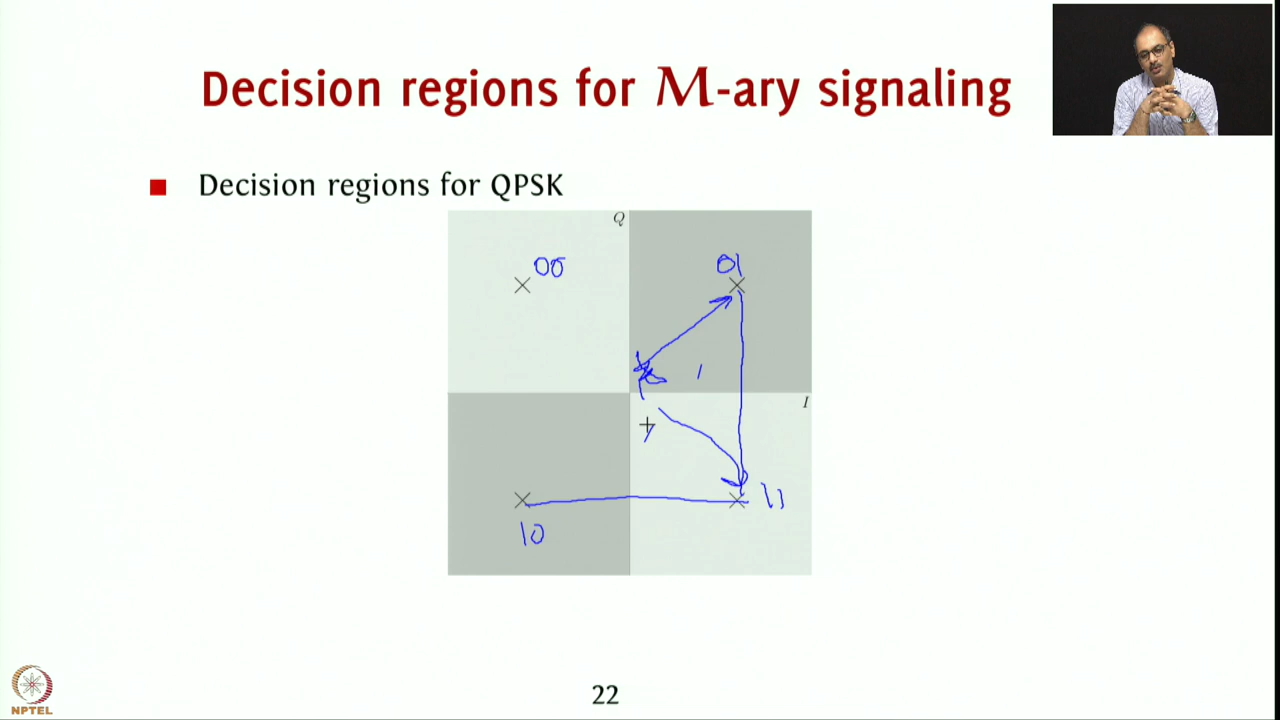 Decision regions for M-ary signaling
Decision regions for QPSK
Q
00
01
I
10
11
22
NPTEL